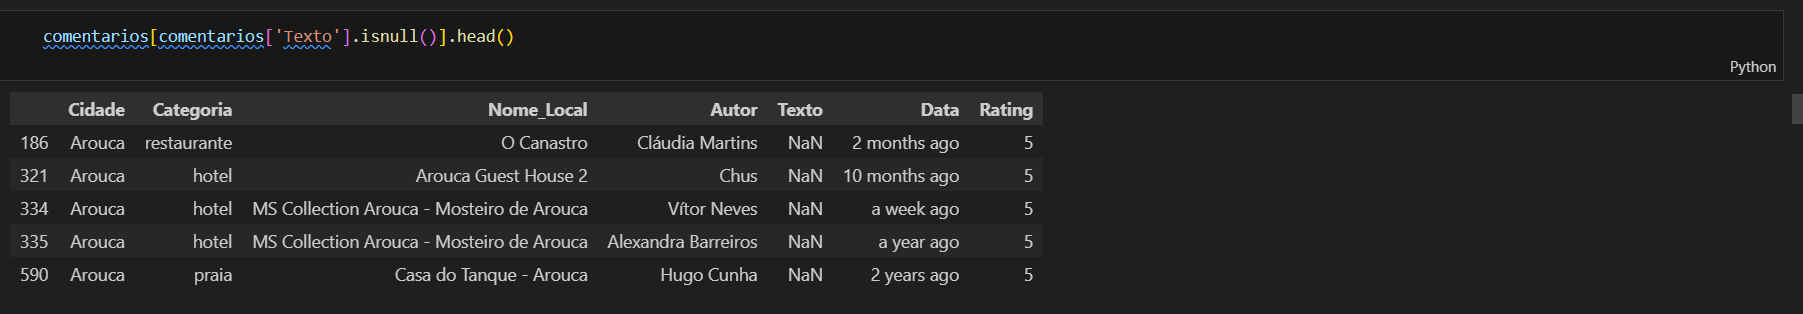 comentarios[comentarios['Texto'].isnull()].head()
Python
Cidade Categoria Nome_Local Autor Texto Data Rating
186 Arouca restaurante O Canastro Cláudia Martins NaN 2 months ago 5
321 Arouca hotel Arouca Guest House 2 Chus NaN 10 months ago 5
334 Arouca hotel MS Collection Arouca - Mosteiro de Arouca Vítor Neves NaN a week ago 5
335 Arouca hotel MS Collection Arouca - Mosteiro de Arouca Alexandra Barreiros NaN a year ago 5
590 Arouca praia Casa do Tanque - Arouca Hugo Cunha NaN 2 years ago 5